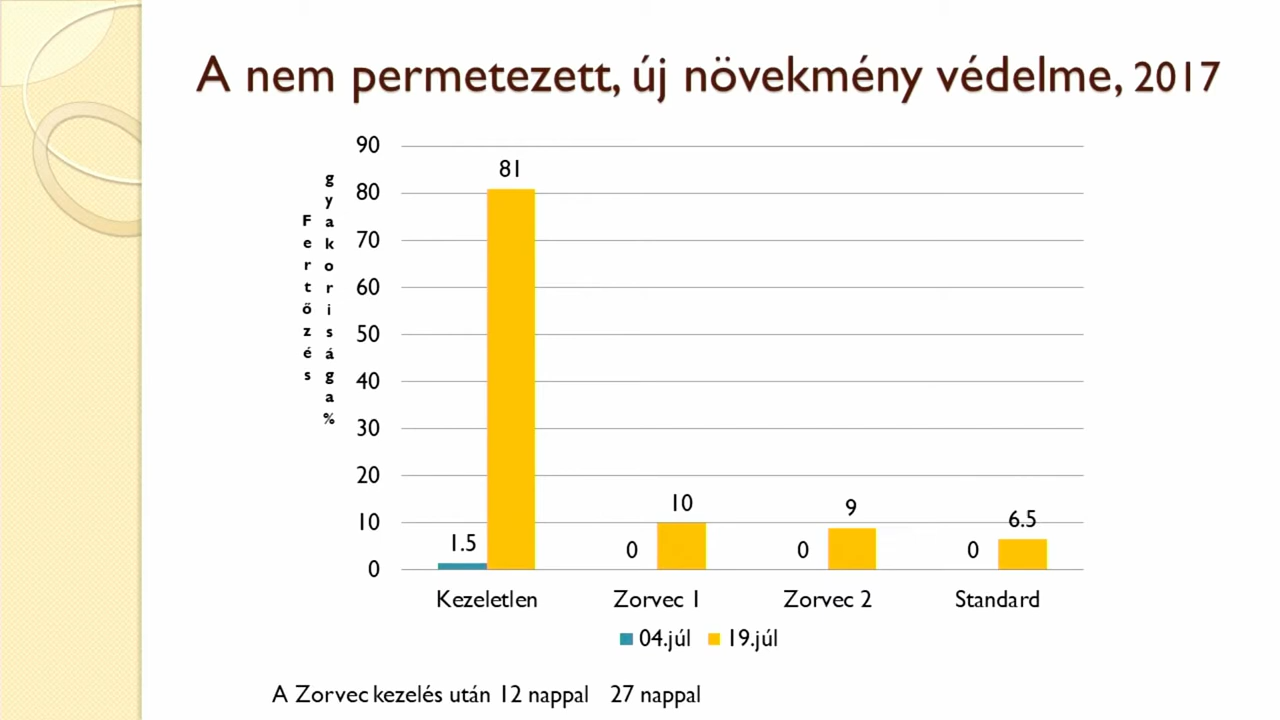 A nem permetezett, új növekmény védelme, 2017
Fertőzés
gyakorisága%
90
80
70
60
50
40
30
20
10
0
1.5
81
0
10
0
9
0
6.5
Kezeletlen
Zorvec 1
Zorvec 2
Standard
04.júl
19.júl
A Zorvec kezelés után 12 nappal 27 nappal